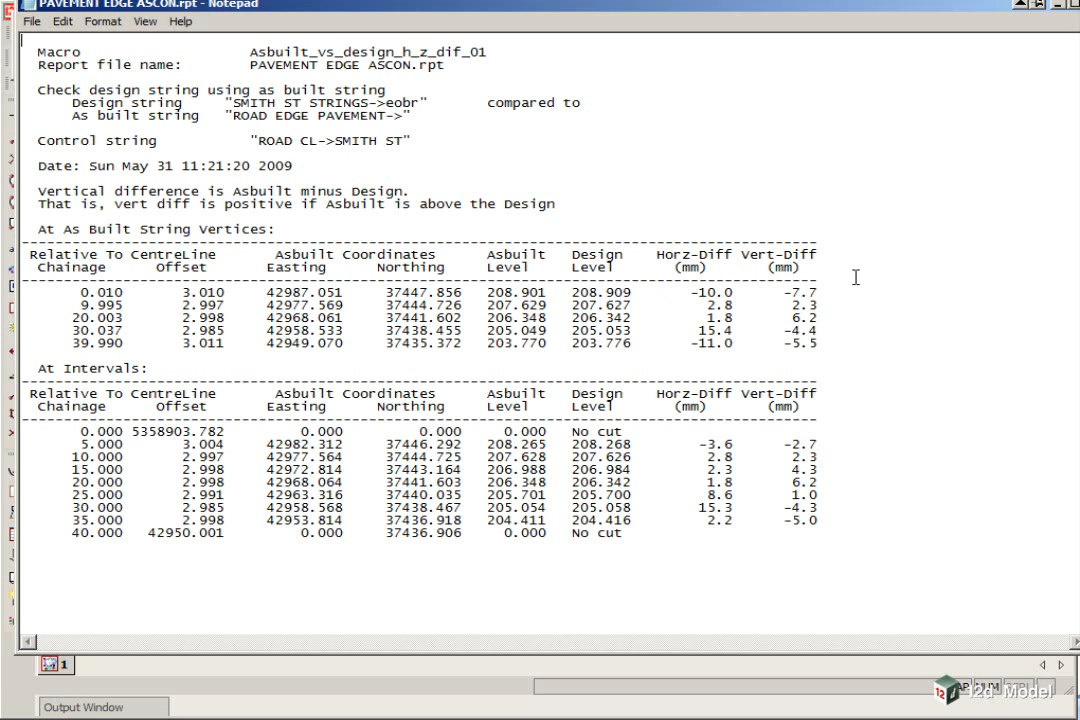 PAVEMENT EDGE ASCON.rpt - Notepad
File Edit Format View Help
Macro Asbuilt_vs_design_h_z_dif_01
Report file name: PAVEMENT EDGE ASCON.rpt
Check design string using as built string
Design string "SMITH ST STRINGS->eobr" compared to
As built string "ROAD EDGE PAVEMENT->"
Control string "ROAD CL->SMITH ST"
Date: Sun May 31 11:21:20 2009
Vertical difference is Asbuilt minus Design.
That is, vert diff is positive if Asbuilt is above the Design
At As Built String Vertices:
Relative To CentreLine Asbuilt Coordinates Asbuilt Design Horz-Diff Vert-Diff
Chainage Offset Easting Northing Level Level (mm) (mm)
0.010 3.010 42987.051 37447.856 208.901 208.909 -10.0 -7.7
9.995 2.997 42977.569 37444.726 207.629 207.627 2.8 2.3
20.003 2.998 42968.061 37441.602 206.348 206.342 1.8 6.2
30.037 2.985 42958.533 37438.455 205.049 205.053 15.4 -4.4
39.990 3.011 42949.070 37435.372 203.770 203.776 -11.0 -5.5
At Intervals:
Relative To CentreLine Asbuilt Coordinates Asbuilt Design Horz-Diff Vert-Diff
Chainage Offset Easting Northing Level Level (mm) (mm)
0.000 5358903.782 0.000 0.000 0.000 No cut
5.000 3.004 42982.312 37446.292 208.265 208.268 -3.6 -2.7
10.000 2.997 42977.564 37444.725 207.628 207.626 2.8 2.3
15.000 2.998 42972.814 37443.164 206.988 206.984 2.3 4.3
20.000 2.998 42968.064 37441.603 206.348 206.342 1.8 6.2
25.000 2.991 42963.316 37440.035 205.701 205.700 8.6 1.0
30.000 2.985 42958.568 37438.467 205.054 205.058 15.3 -4.3
35.000 2.998 42953.814 37436.918 204.411 204.416 2.2 -5.0
40.000 42950.001 0.000 37436.906 0.000 No cut
1
12d Model
Output Window